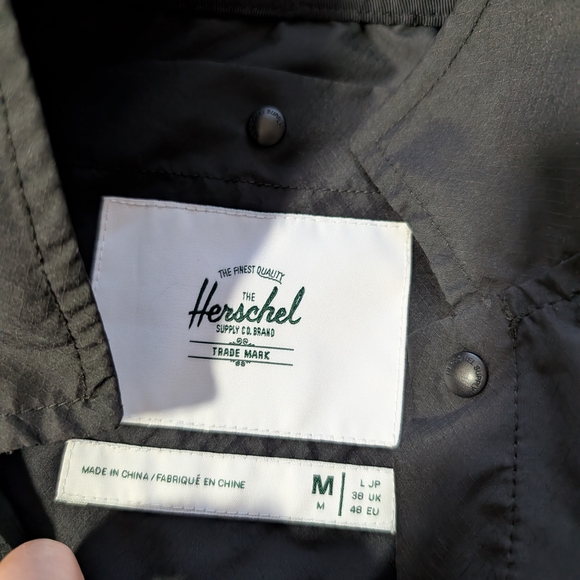 THE FINEST QUALITY
THE
Herschel
SUPPLY CO. BRAND
TRADE MARK
MADE IN CHINA / FABRIQUÉ EN CHINE
M
M
L JP
38 UK
48 EU